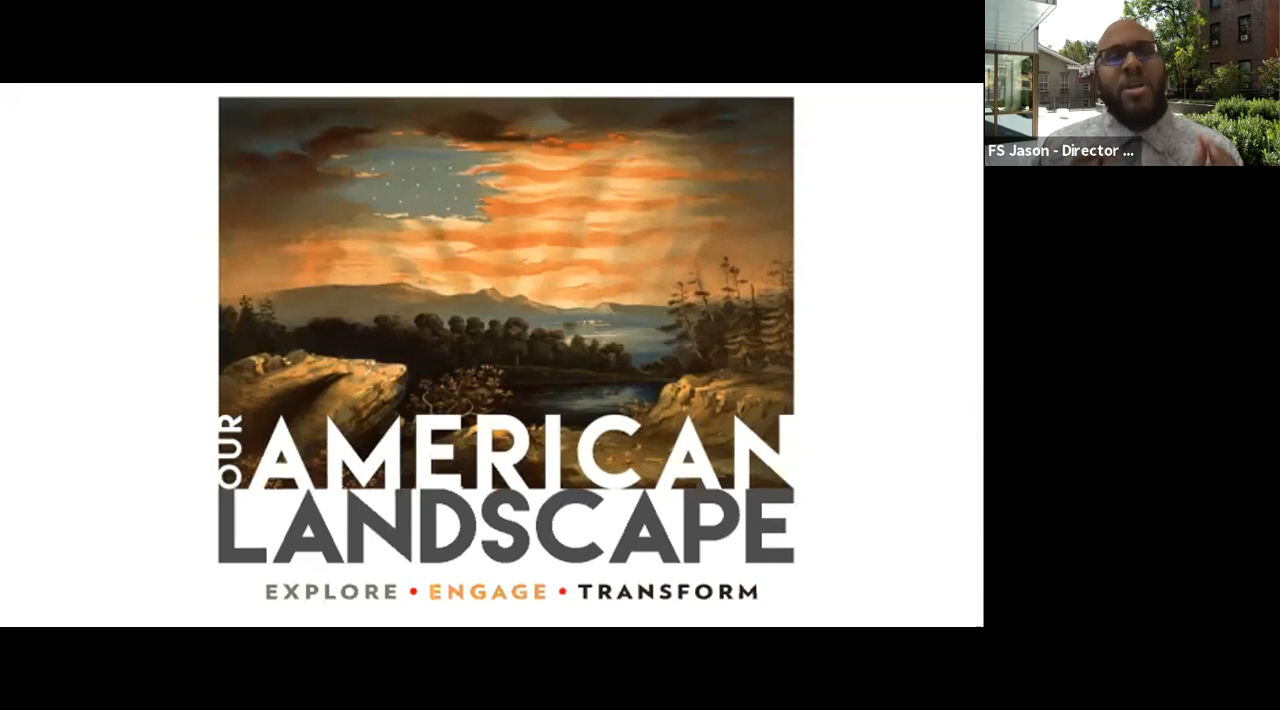 OUR
AMERICAN
LANDSCAPE
EXPLORE • ENGAGE • TRANSFORM
FS Jason - Director ...